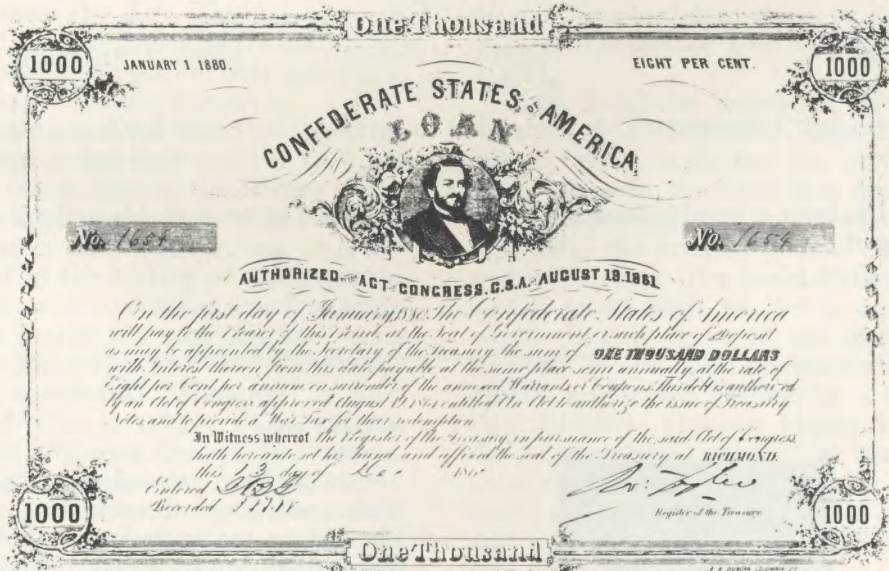 One Thousand
1000 JANUARY 1 1880. EIGHT PER CENT. 1000
CONFEDERATE STATES OF AMERICA
LOAN
No. 1654 No. 1654
AUTHORIZED BY THE ACT OF CONGRESS, C.S.A. OF AUGUST 19. 1861
On the first day of January 1880, The Confederate States of America
will pay to the Bearer of this Bond, at the Seat of Government or such place of Deposit
as may be appointed by the Secretary of the Treasury, the sum of ONE THOUSAND DOLLARS
with Interest thereon from this date, payable at the same place semi annually, at the rate of
Eight per Cent per annum on surrender of the annexed Warrants or Coupons. This debt is authorized
by an Act of Congress approved August 19, 1861 entitled An Act to authorize the issue of Treasury
Notes, and to provide a War Tax for their redemption
In Witness whereof the Register of the Treasury in pursuance of the said Act of Congress,
hath hereunto set his hand and affixed the seal of the Treasury at RICHMOND.
this 13 day of Dec. 186
Entered
Recorded
Register of the Treasury
1000 One Thousand 1000